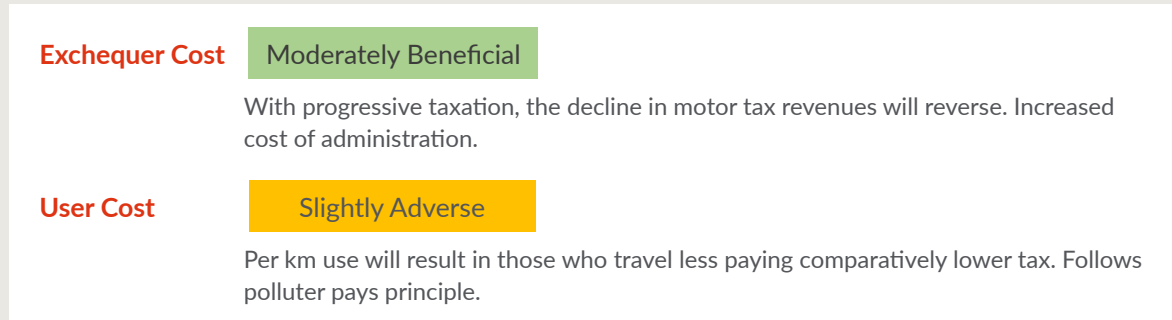 Exchequer Cost Moderately Beneficial
With progressive taxation, the decline in motor tax revenues will reverse. Increased
cost of administration.
User Cost Slightly Adverse
Per km use will result in those who travel less paying comparatively lower tax. Follows
polluter pays principle.